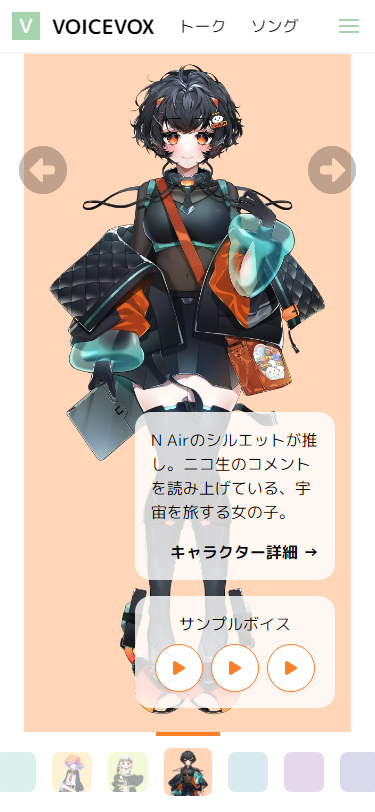 V VOICEVOX トーク ソング
N Airのシルエットが推
し。ニコ生のコメント
を読み上げている、宇
宙を旅する女の子。
キャラクター詳細 →
サンプルボイス